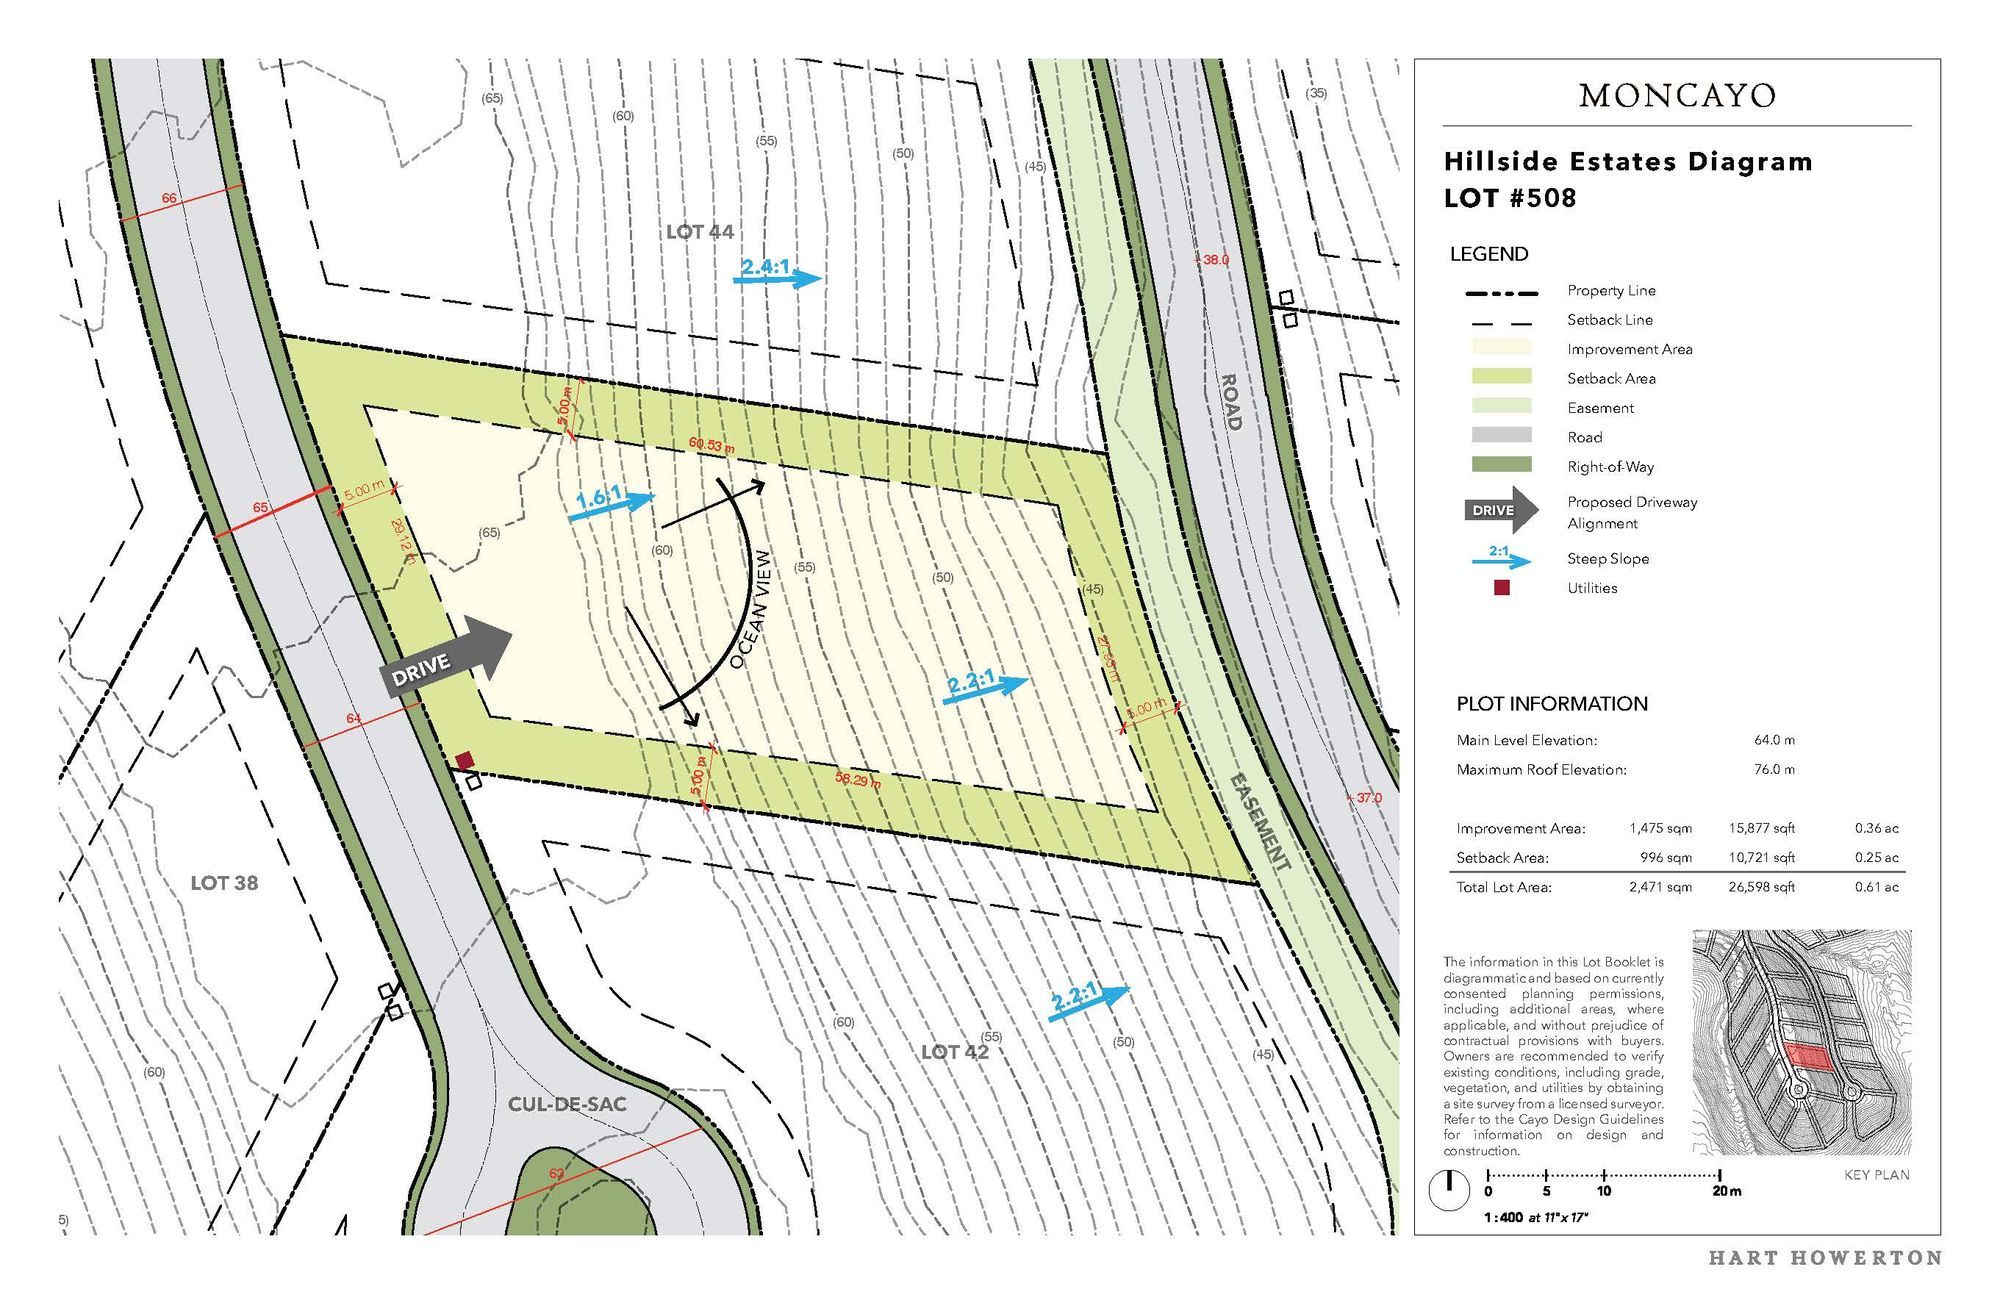 (65)
(60)
(55)
(50)
(45)
(35)
66
LOT 44
2.4:1
38.0
ROAD
5.00 m
60.53 m
1.6:1
5.00 m
65
29.12 m
(65)
(60)
(55)
(50)
(45)
OCEAN VIEW
DRIVE
2.2:1
5.00 m
64
5.00 m
58.29 m
37.0
EASEMENT
LOT 38
2.2:1
(60)
LOT 42
(55)
(50)
(45)
(60)
CUL-DE-SAC
63
5)
MONCAYO
Hillside Estates Diagram
LOT #508
LEGEND
Property Line
Setback Line
Improvement Area
Setback Area
Easement
Road
Right-of-Way
DRIVE
Proposed Driveway
Alignment
2:1
Steep Slope
Utilities
PLOT INFORMATION
Main Level Elevation: 64.0 m
Maximum Roof Elevation: 76.0 m
Improvement Area: 1,475 sqm 15,877 sqft 0.36 ac
Setback Area: 996 sqm 10,721 sqft 0.25 ac
Total Lot Area: 2,471 sqm 26,598 sqft 0.61 ac
The information in this Lot Booklet is
diagrammatic and based on currently
consented planning permissions,
including additional areas, where
applicable, and without prejudice of
contractual provisions with buyers.
Owners are recommended to verify
existing conditions, including grade,
vegetation, and utilities by obtaining
a site survey from a licensed surveyor.
Refer to the Cayo Design Guidelines
for information on design and
construction.
KEY PLAN
0 5 10 20 m
1 : 400 at 11" x 17"
HART HOWERTON